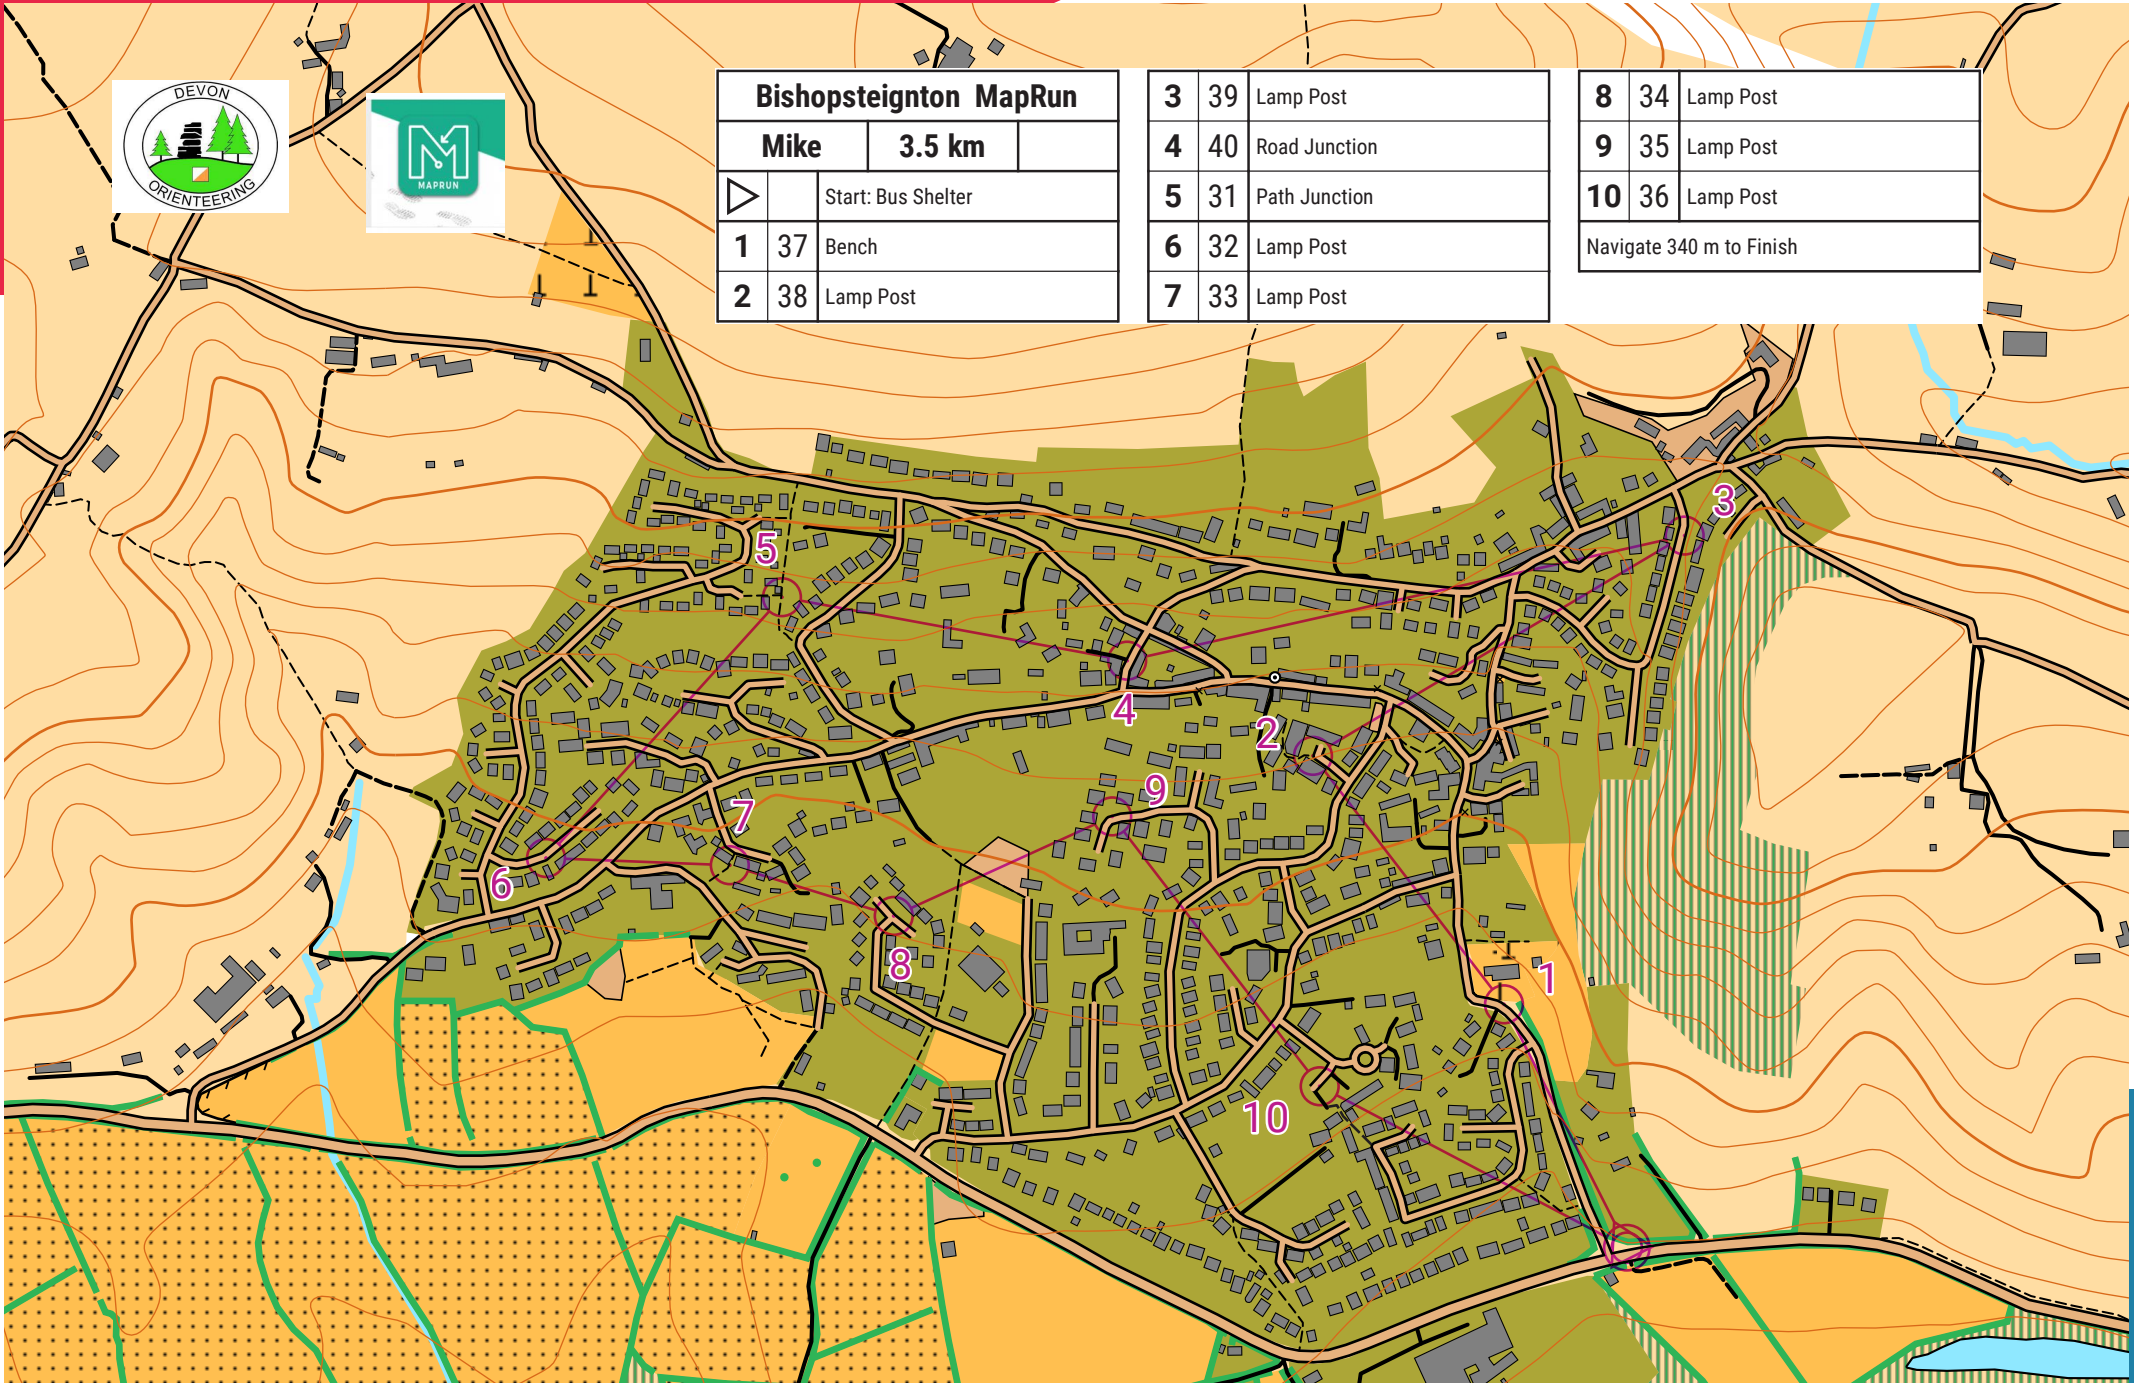 DEVON
ORIENTEERING
MAPRUN
Bishopsteignton MapRun
Mike 3.5 km
Start: Bus Shelter
1 37 Bench
2 38 Lamp Post
3 39 Lamp Post
4 40 Road Junction
5 31 Path Junction
6 32 Lamp Post
7 33 Lamp Post
8 34 Lamp Post
9 35 Lamp Post
10 36 Lamp Post
Navigate 340 m to Finish
3
5
4
2
9
7
6
8
1
10